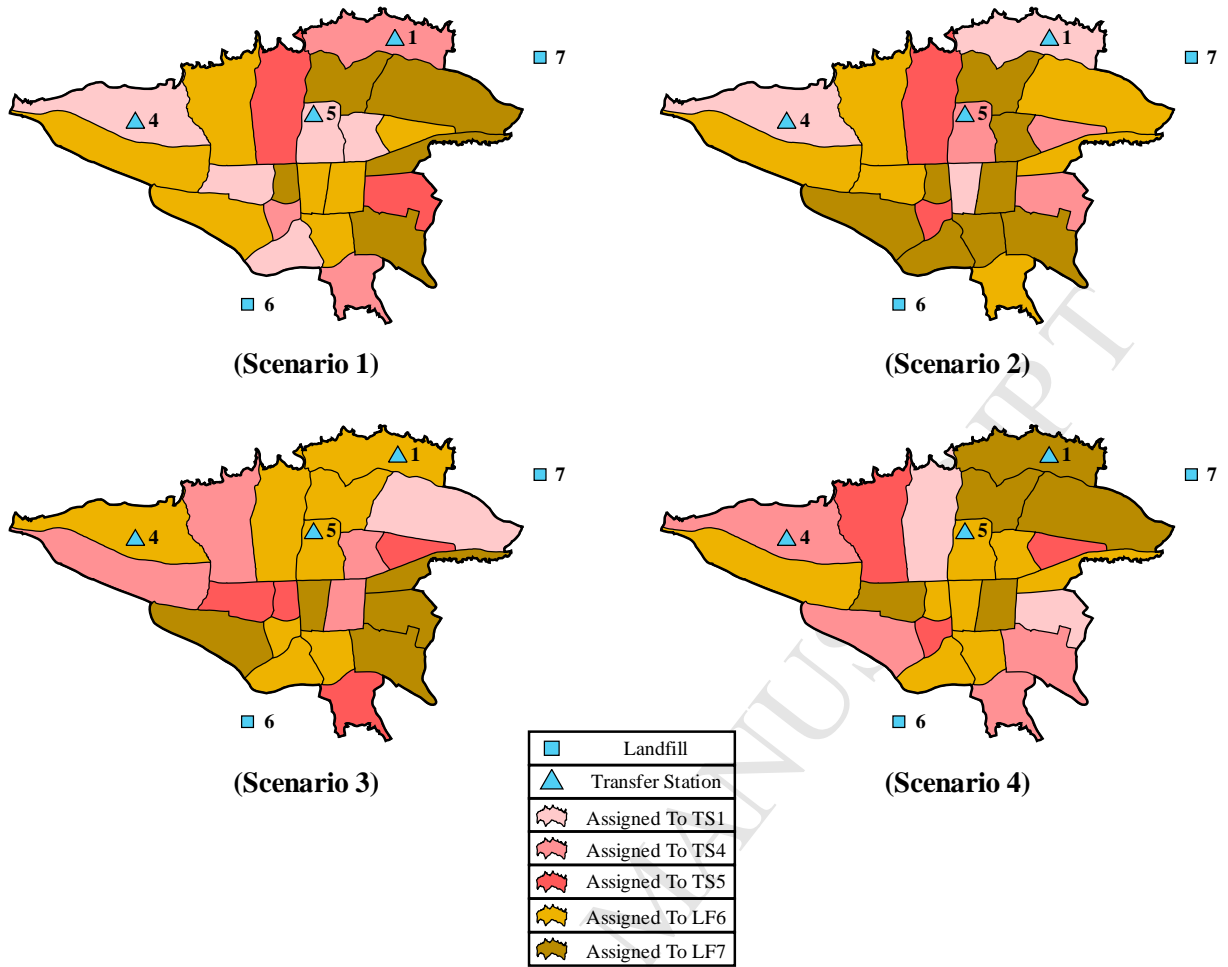 1
7
4
5
6
(Scenario 1)
1
7
4
5
6
(Scenario 2)
1
7
4
5
6
(Scenario 3)
1
7
4
5
6
(Scenario 4)
Landfill
Transfer Station
Assigned To TS1
Assigned To TS4
Assigned To TS5
Assigned To LF6
Assigned To LF7